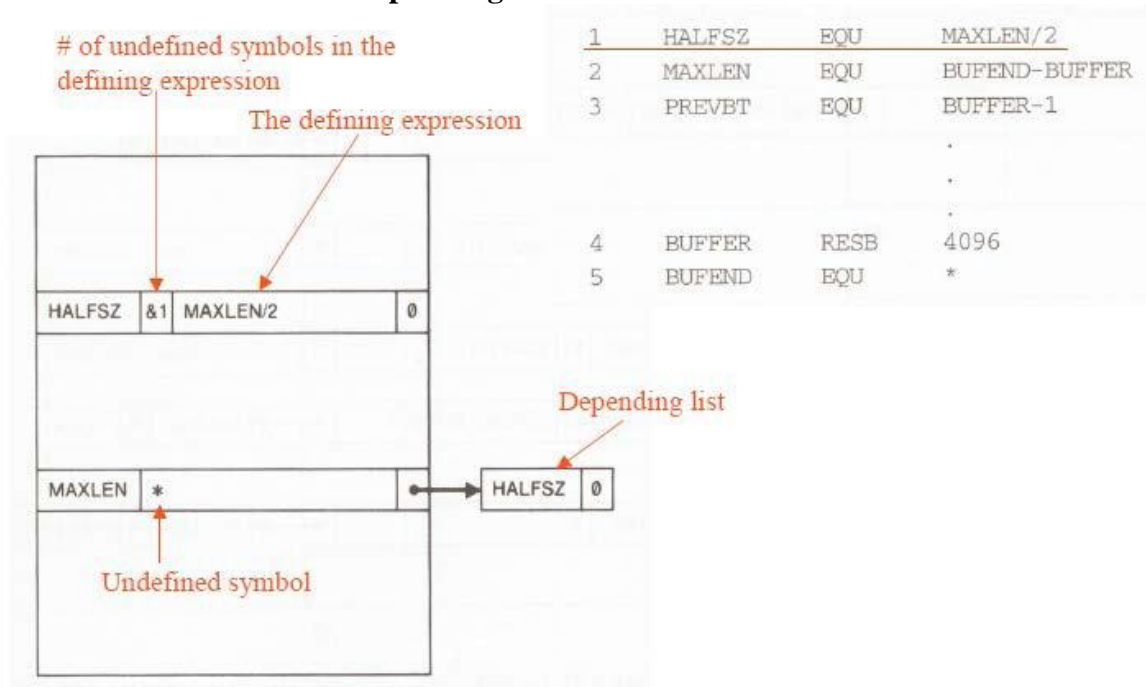 # of undefined symbols in the
defining expression
The defining expression
1 HALFSZ EQU MAXLEN/2
2 MAXLEN EQU BUFEND-BUFFER
3 PREVBT EQU BUFFER-1
.
.
.
4 BUFFER RESB 4096
5 BUFEND EQU *
HALFSZ &1 MAXLEN/2 0
Depending list
MAXLEN *
HALFSZ 0
Undefined symbol